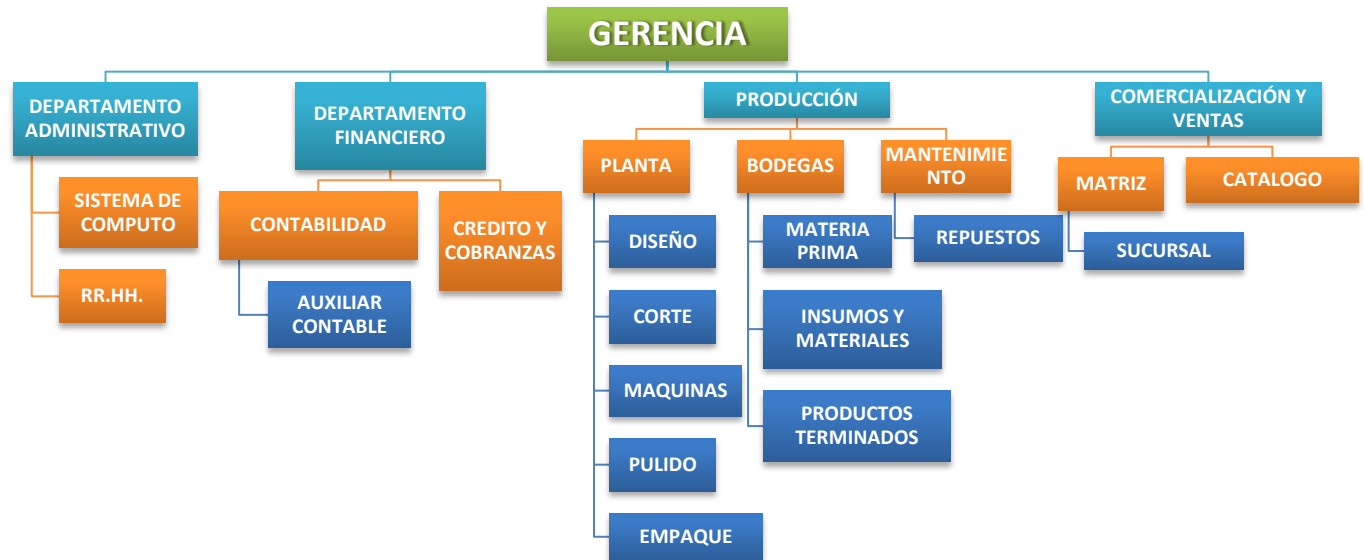 GERENCIA
DEPARTAMENTO
ADMINISTRATIVO
SISTEMA DE
COMPUTO
RR.HH.
DEPARTAMENTO
FINANCIERO
CONTABILIDAD
AUXILIAR
CONTABLE
CREDITO Y
COBRANZAS
PRODUCCIÓN
PLANTA
DISEÑO
CORTE
MAQUINAS
PULIDO
EMPAQUE
BODEGAS
MATERIA
PRIMA
INSUMOS Y
MATERIALES
PRODUCTOS
TERMINADOS
MANTENIMIE
NTO
REPUESTOS
COMERCIALIZACIÓN Y
VENTAS
MATRIZ
SUCURSAL
CATALOGO